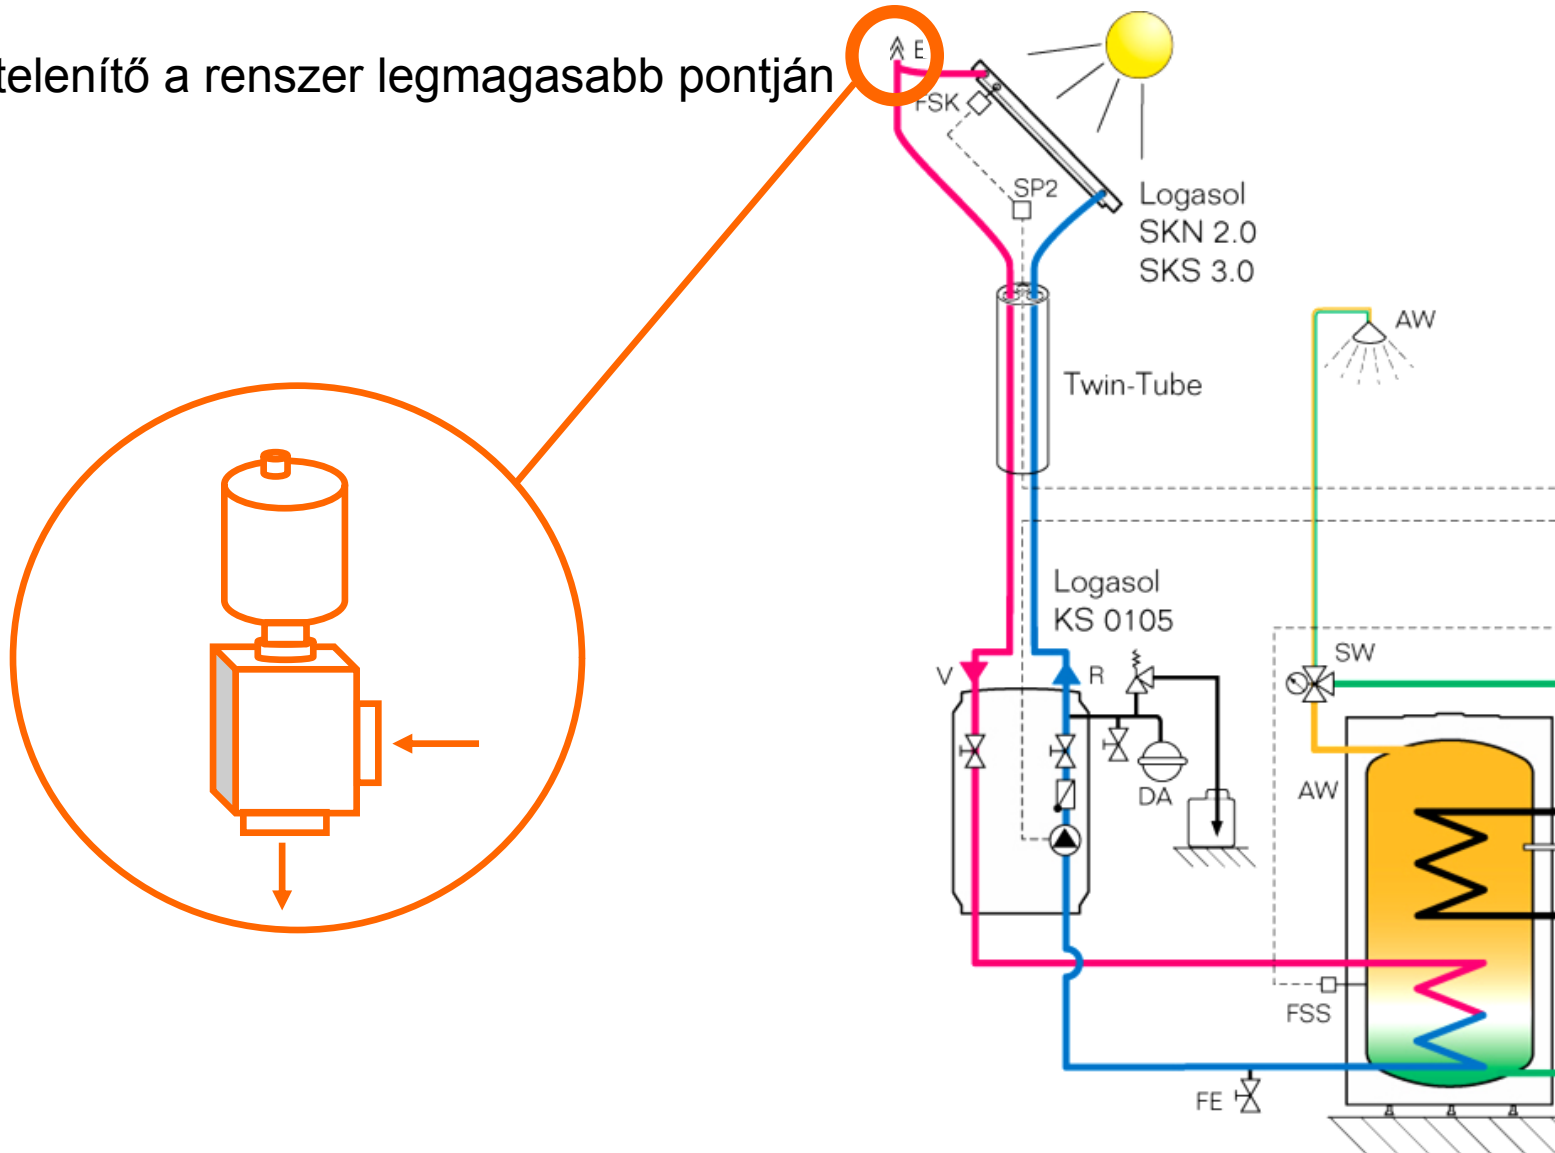 telenítő a renszer legmagasabb pontján
E
FSK
SP2
Logasol
SKN 2.0
SKS 3.0
AW
Twin-Tube
Logasol
KS 0105
V
R
SW
DA
AW
FSS
FE